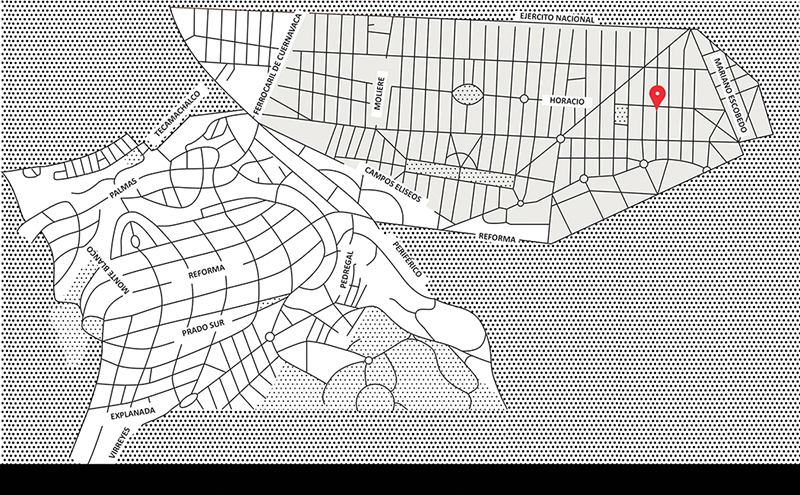 EJERCITO NACIONAL
FERROCARIL DE CUERNAVACA
MARIANO ESCOBEDO
MOLIERE
HORACIO
TECAMACHALCO
CAMPOS ELISEOS
PALMAS
REFORMA
PERIFÉRICO
MONTE BLANCO
PEDREGAL
REFORMA
PRADO SUR
EXPLANADA
VIRREYES